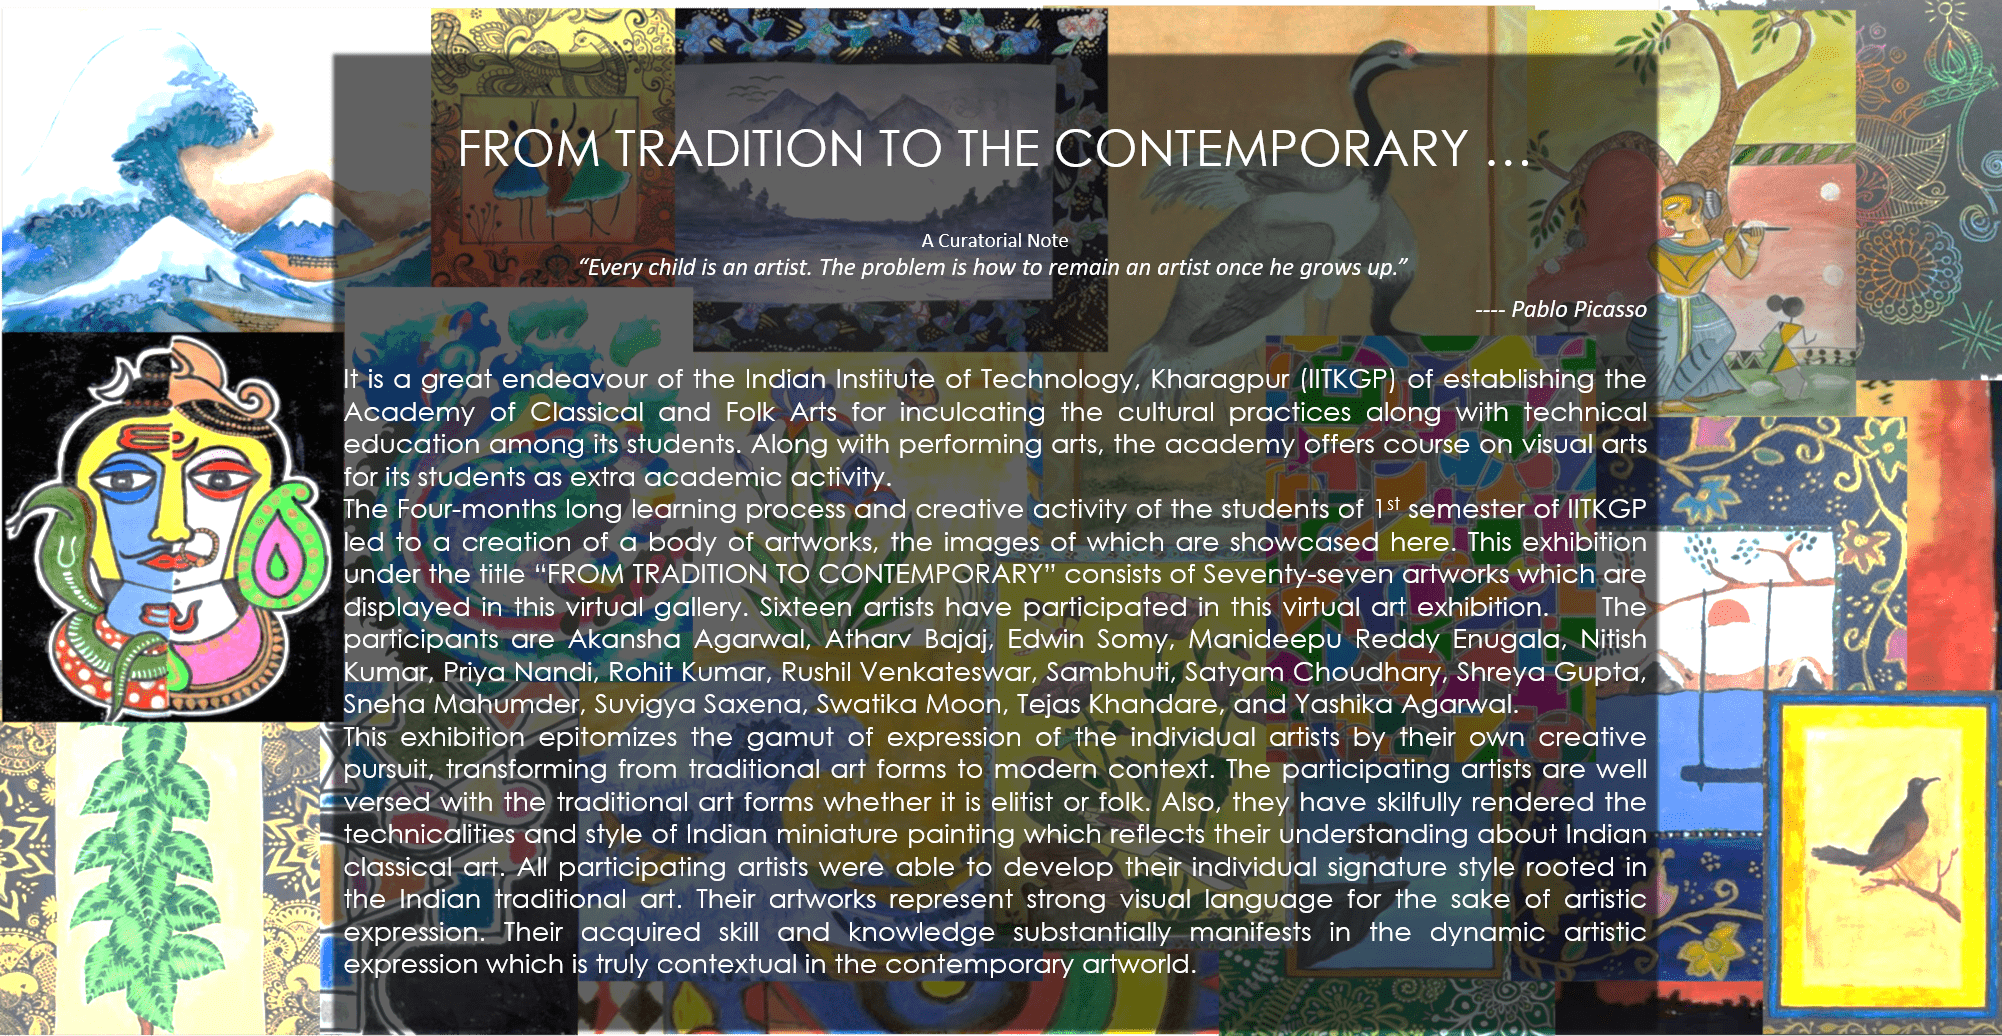 FROM TRADITION TO THE CONTEMPORARY ...
A Curatorial Note
“Every child is an artist. The problem is how to remain an artist once he grows up.”
---- Pablo Picasso
It is a great endeavour of the Indian Institute of Technology, Kharagpur (IITKGP) of establishing the
Academy of Classical and Folk Arts for inculcating the cultural practices along with technical
education among its students. Along with performing arts, the academy offers course on visual arts
for its students as extra academic activity.
The Four-months long learning process and creative activity of the students of 1st semester of IITKGP
led to a creation of a body of artworks, the images of which are showcased here. This exhibition
under the title “FROM TRADITION TO CONTEMPORARY” consists of Seventy-seven artworks which are
displayed in this virtual gallery. Sixteen artists have participated in this virtual art exhibition. The
participants are Akansha Agarwal, Atharv Bajaj, Edwin Somy, Manideepu Reddy Enugala, Nitish
Kumar, Priya Nandi, Rohit Kumar, Rushil Venkateswar, Sambhuti, Satyam Choudhary, Shreya Gupta,
Sneha Mahumder, Suvigya Saxena, Swatika Moon, Tejas Khandare, and Yashika Agarwal.
This exhibition epitomizes the gamut of expression of the individual artists by their own creative
pursuit, transforming from traditional art forms to modern context. The participating artists are well
versed with the traditional art forms whether it is elitist or folk. Also, they have skilfully rendered the
technicalities and style of Indian miniature painting which reflects their understanding about Indian
classical art. All participating artists were able to develop their individual signature style rooted in
the Indian traditional art. Their artworks represent strong visual language for the sake of artistic
expression. Their acquired skill and knowledge substantially manifests in the dynamic artistic
expression which is truly contextual in the contemporary artworld.